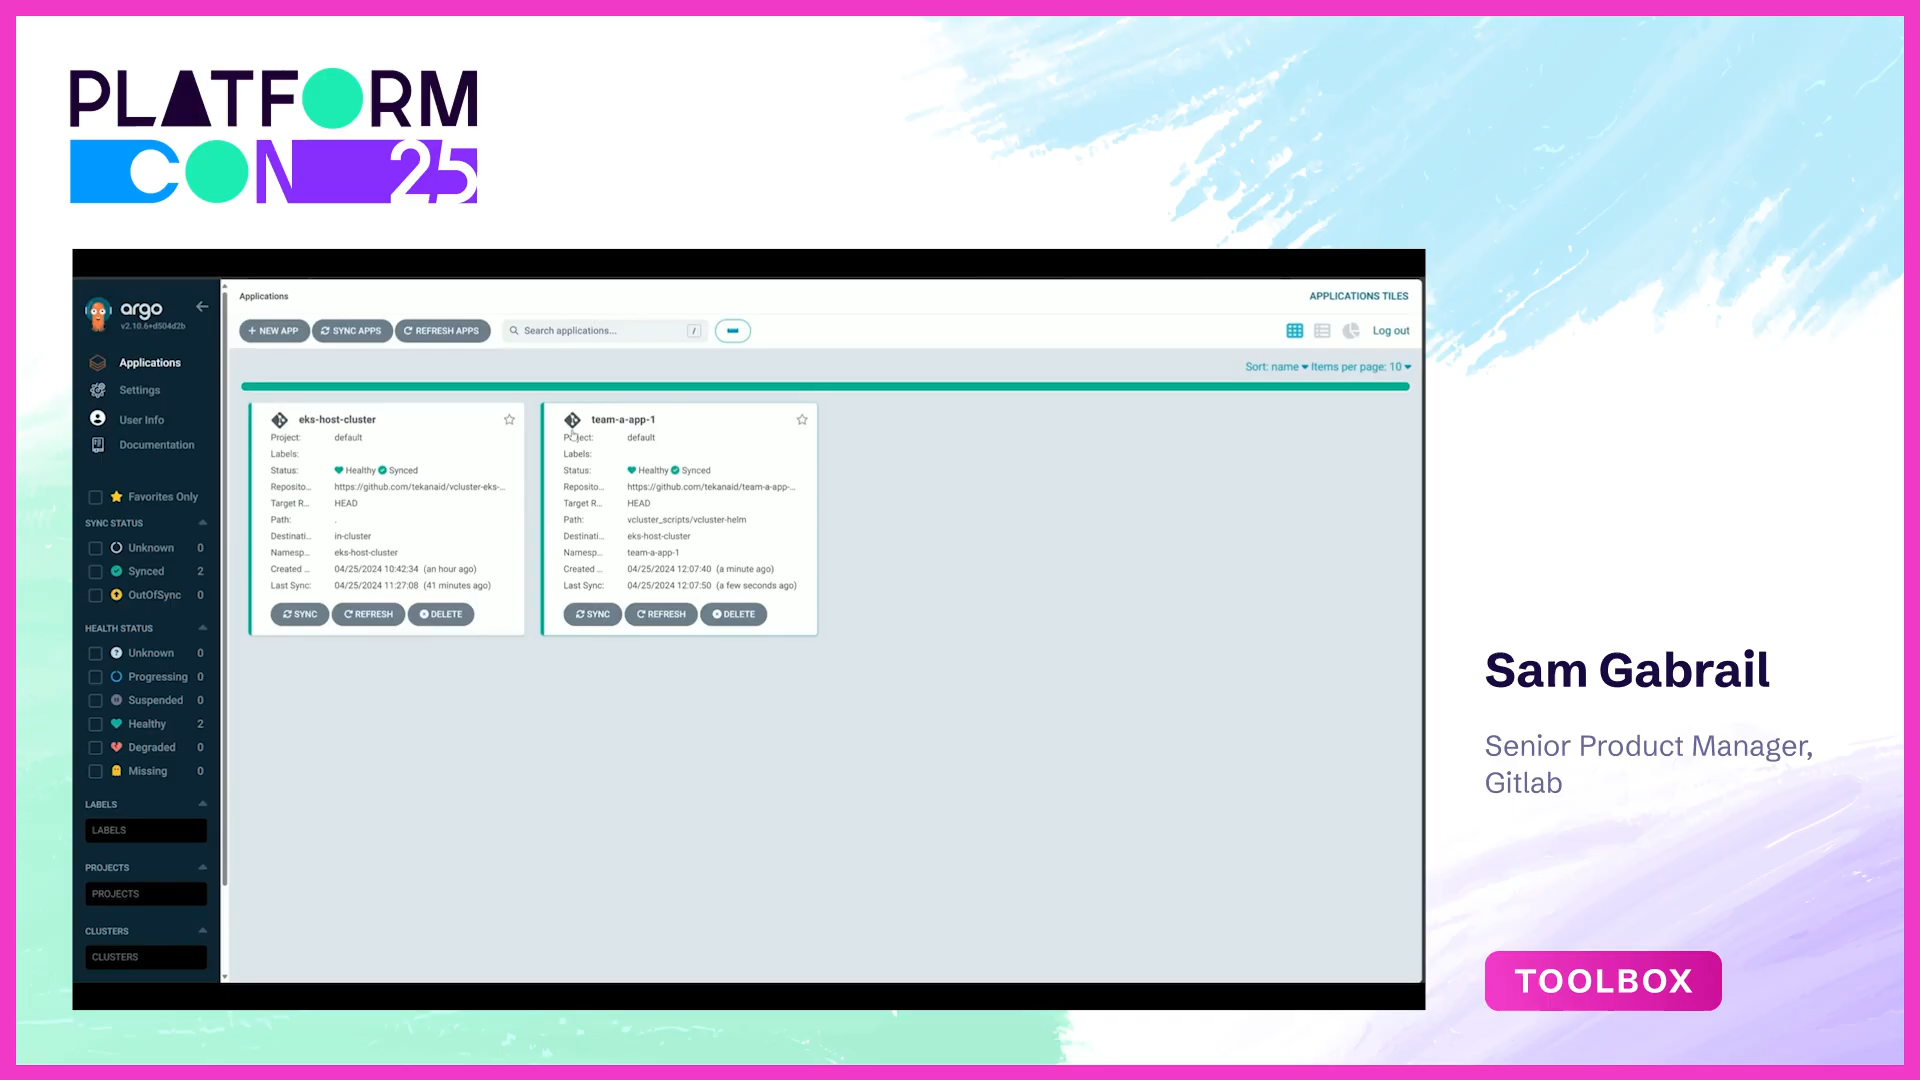 PLATFORM
CON 25
argo
v2.10.6+d504d2b
Applications
Settings
User Info
Documentation
Favorites Only
SYNC STATUS
Unknown 0
Synced 2
OutOfSync 0
HEALTH STATUS
Unknown 0
Progressing 0
Suspended 0
Healthy 2
Degraded 0
Missing 0
LABELS
LABELS
PROJECTS
PROJECTS
CLUSTERS
CLUSTERS
Applications
APPLICATIONS TILES
+ NEW APP
SYNC APPS
REFRESH APPS
Search applications...
/
Log out
Sort: name
Items per page: 10
eks-host-cluster
Project: default
Labels:
Status: Healthy Synced
Reposito... https://github.com/tekanaid/vcluster-eks-...
Target R... HEAD
Path: .
Destinati... in-cluster
Namesp... eks-host-cluster
Created ... 04/25/2024 10:42:34 (an hour ago)
Last Sync: 04/25/2024 11:27:08 (41 minutes ago)
SYNC
REFRESH
DELETE
team-a-app-1
Project: default
Labels:
Status: Healthy Synced
Reposito... https://github.com/tekanaid/team-a-app-...
Target R... HEAD
Path: vcluster_scripts/vcluster-helm
Destinati... eks-host-cluster
Namesp... team-a-app-1
Created ... 04/25/2024 12:07:40 (a minute ago)
Last Sync: 04/25/2024 12:07:50 (a few seconds ago)
SYNC
REFRESH
DELETE
Sam Gabrail
Senior Product Manager,
Gitlab
TOOLBOX